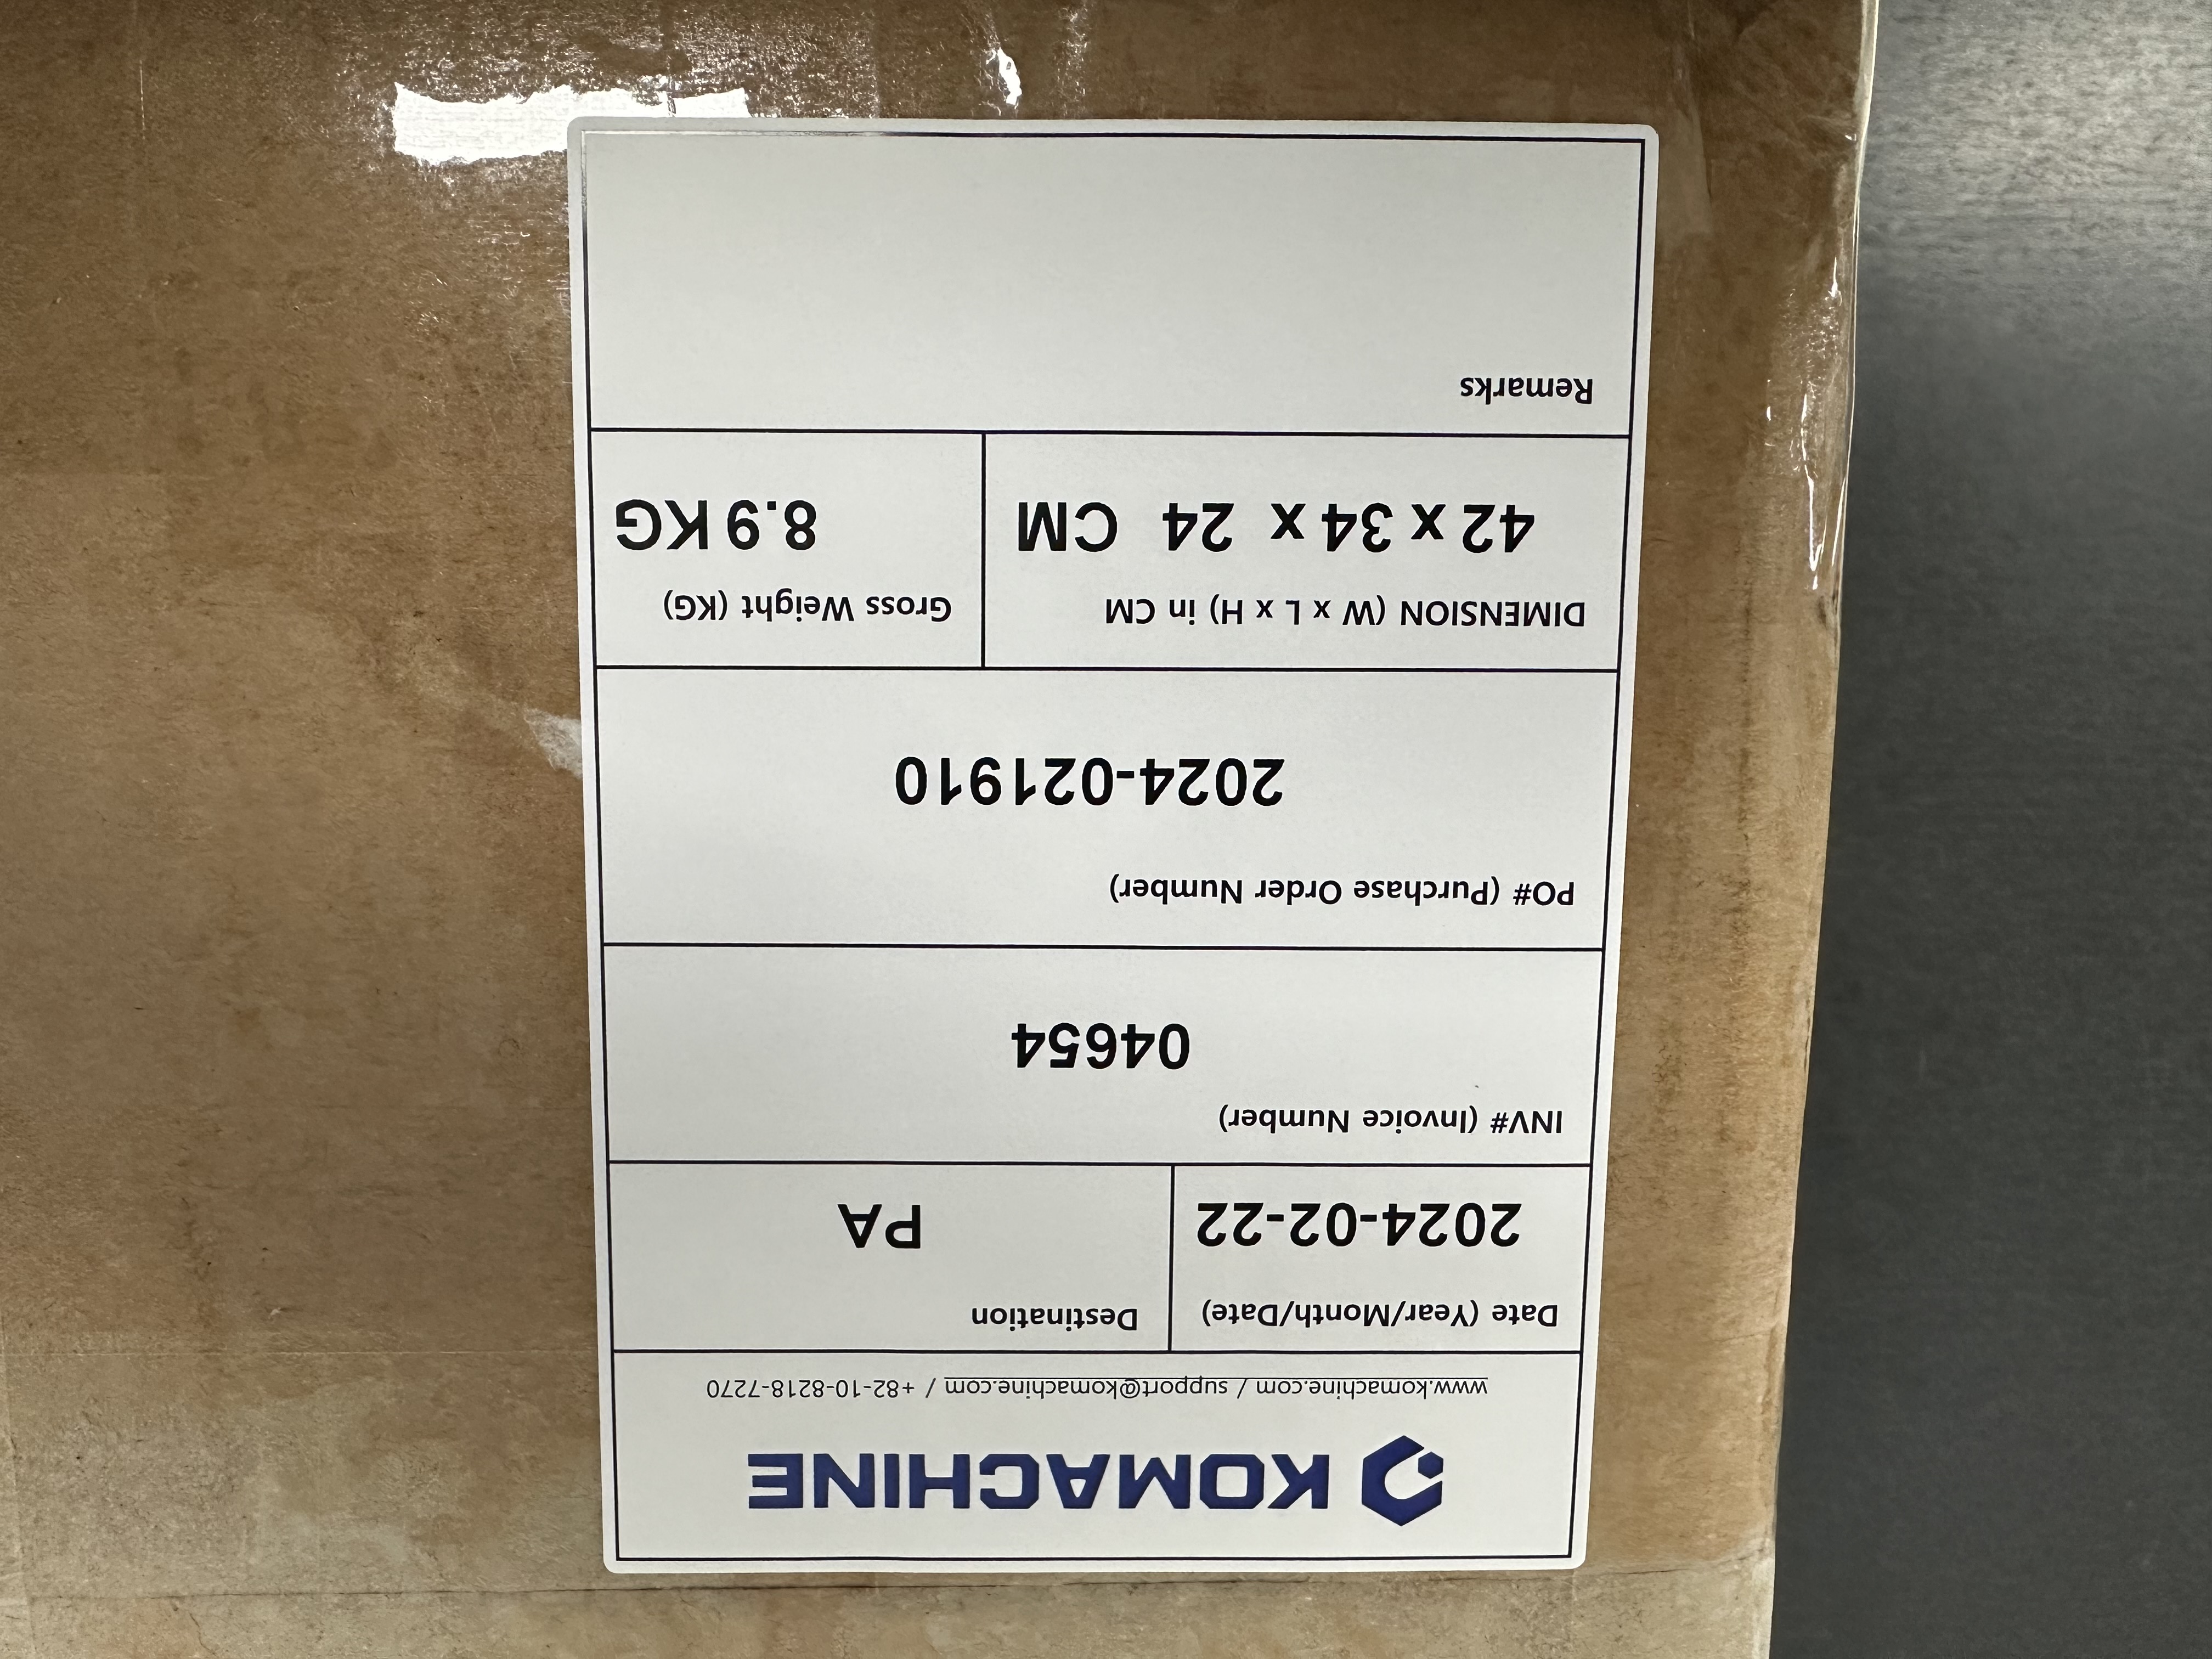 KOMACHINE
www.komachine.com / support@komachine.com / +82-10-8218-7270
Date (Year/Month/Date)
2024-02-22
Destination
PA
INV# (Invoice Number)
04654
PO# (Purchase Order Number)
2024-021910
DIMENSION (W x L x H) in CM
42 x 34 x 24 CM
Gross Weight (KG)
8.9 KG
Remarks